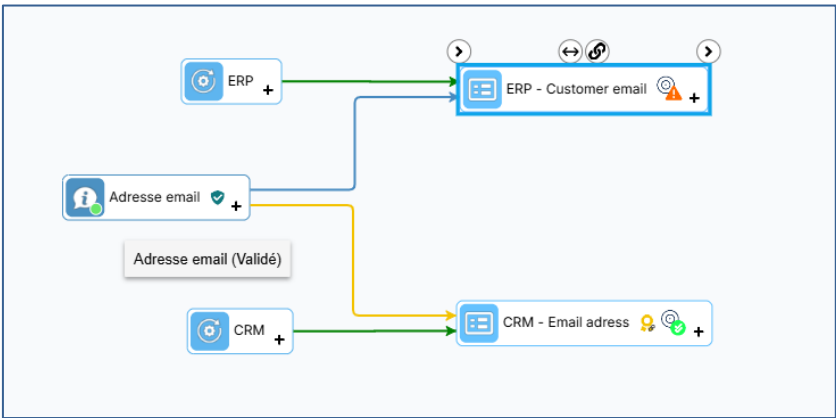 ERP
ERP - Customer email
Adresse email
Adresse email (Validé)
CRM
CRM - Email adress